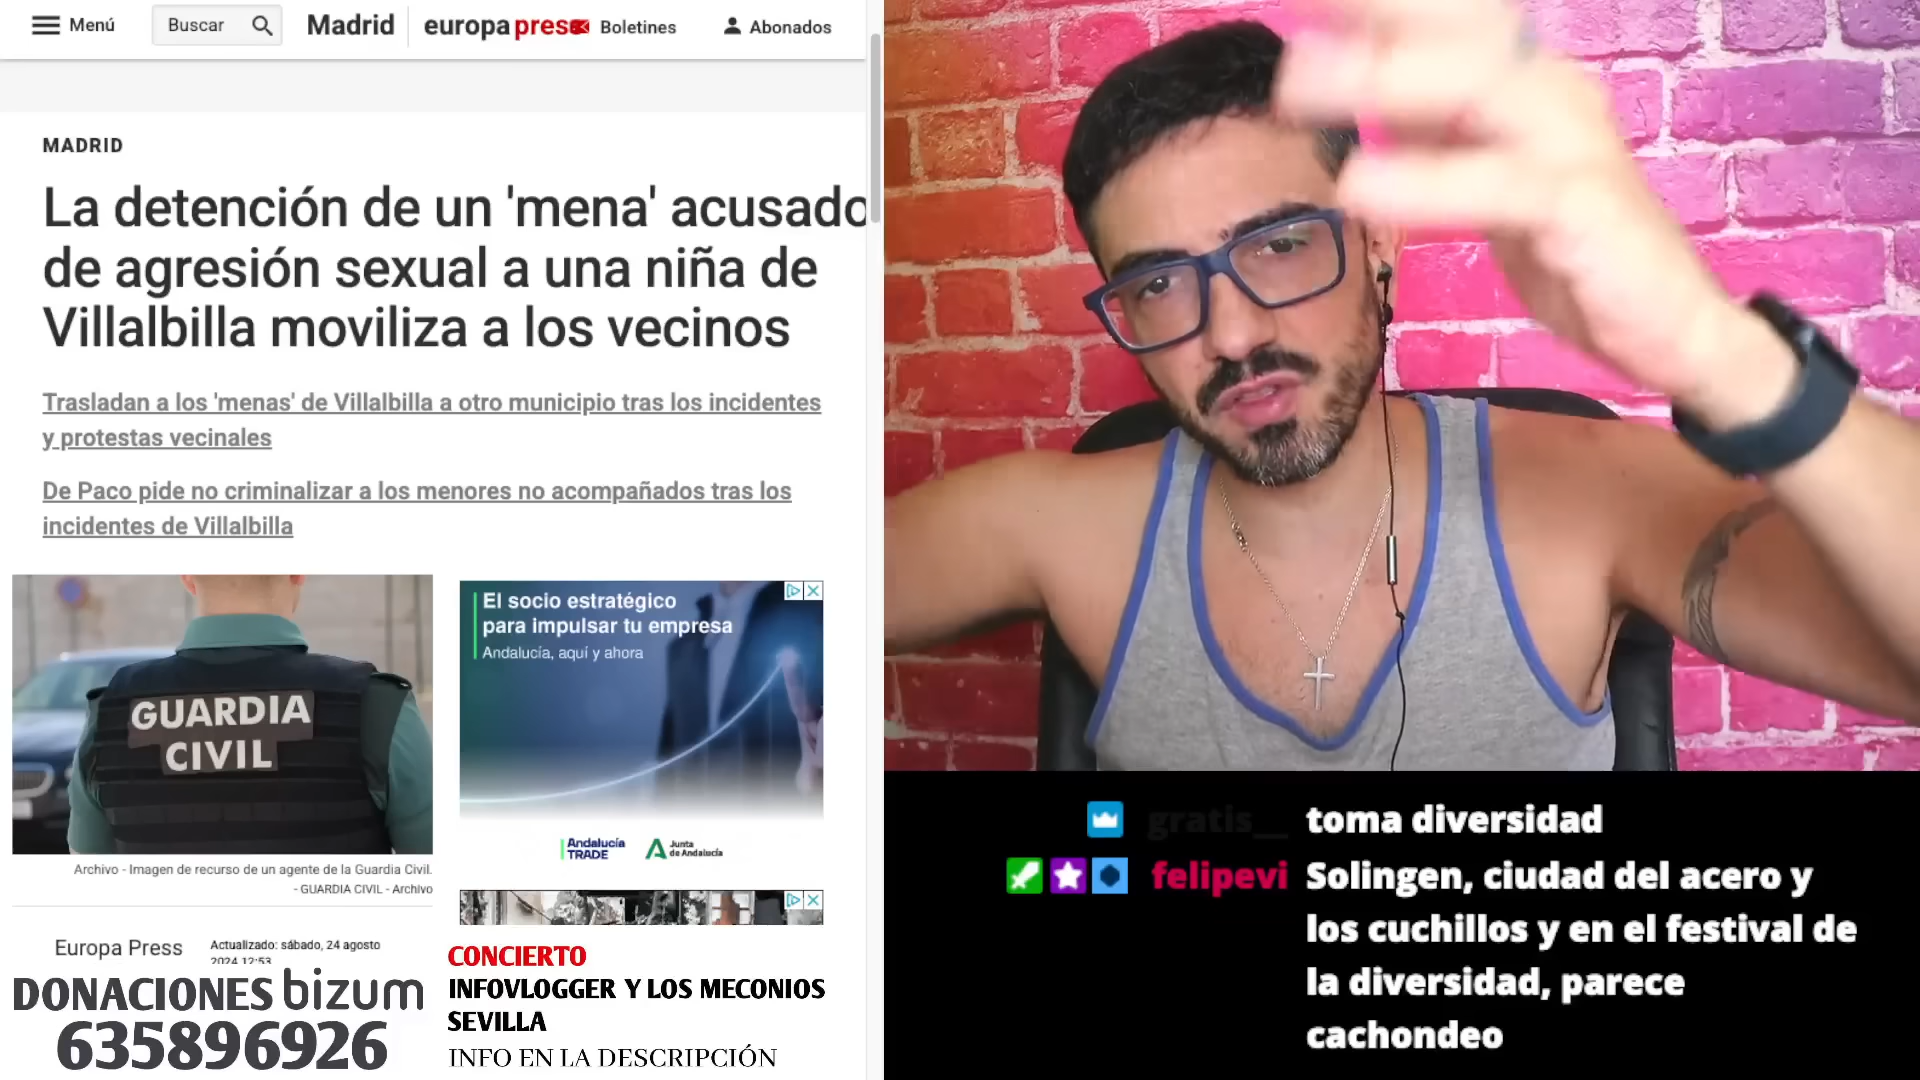 Menú
Buscar
Madrid
europa press
Boletines
Abonados
MADRID
La detención de un 'mena' acusado
de agresión sexual a una niña de
Villalbilla moviliza a los vecinos
Trasladan a los 'menas' de Villalbilla a otro municipio tras los incidentes
y protestas vecinales
De Paco pide no criminalizar a los menores no acompañados tras los
incidentes de Villalbilla
GUARDIA
CIVIL
Archivo - Imagen de recurso de un agente de la Guardia Civil.
- GUARDIA CIVIL - Archivo
El socio estratégico
para impulsar tu empresa
Andalucía, aquí y ahora
Andalucía
TRADE
Junta
de Andalucía
Europa Press
Actualizado: sábado, 24 agosto
2024 12:53
DONACIONES bizum
635896926
CONCIERTO
INFOVLOGGER Y LOS MECONIOS
SEVILLA
INFO EN LA DESCRIPCIÓN
gratis__ toma diversidad
felipevi Solingen, ciudad del acero y
los cuchillos y en el festival de
la diversidad, parece
cachondeo